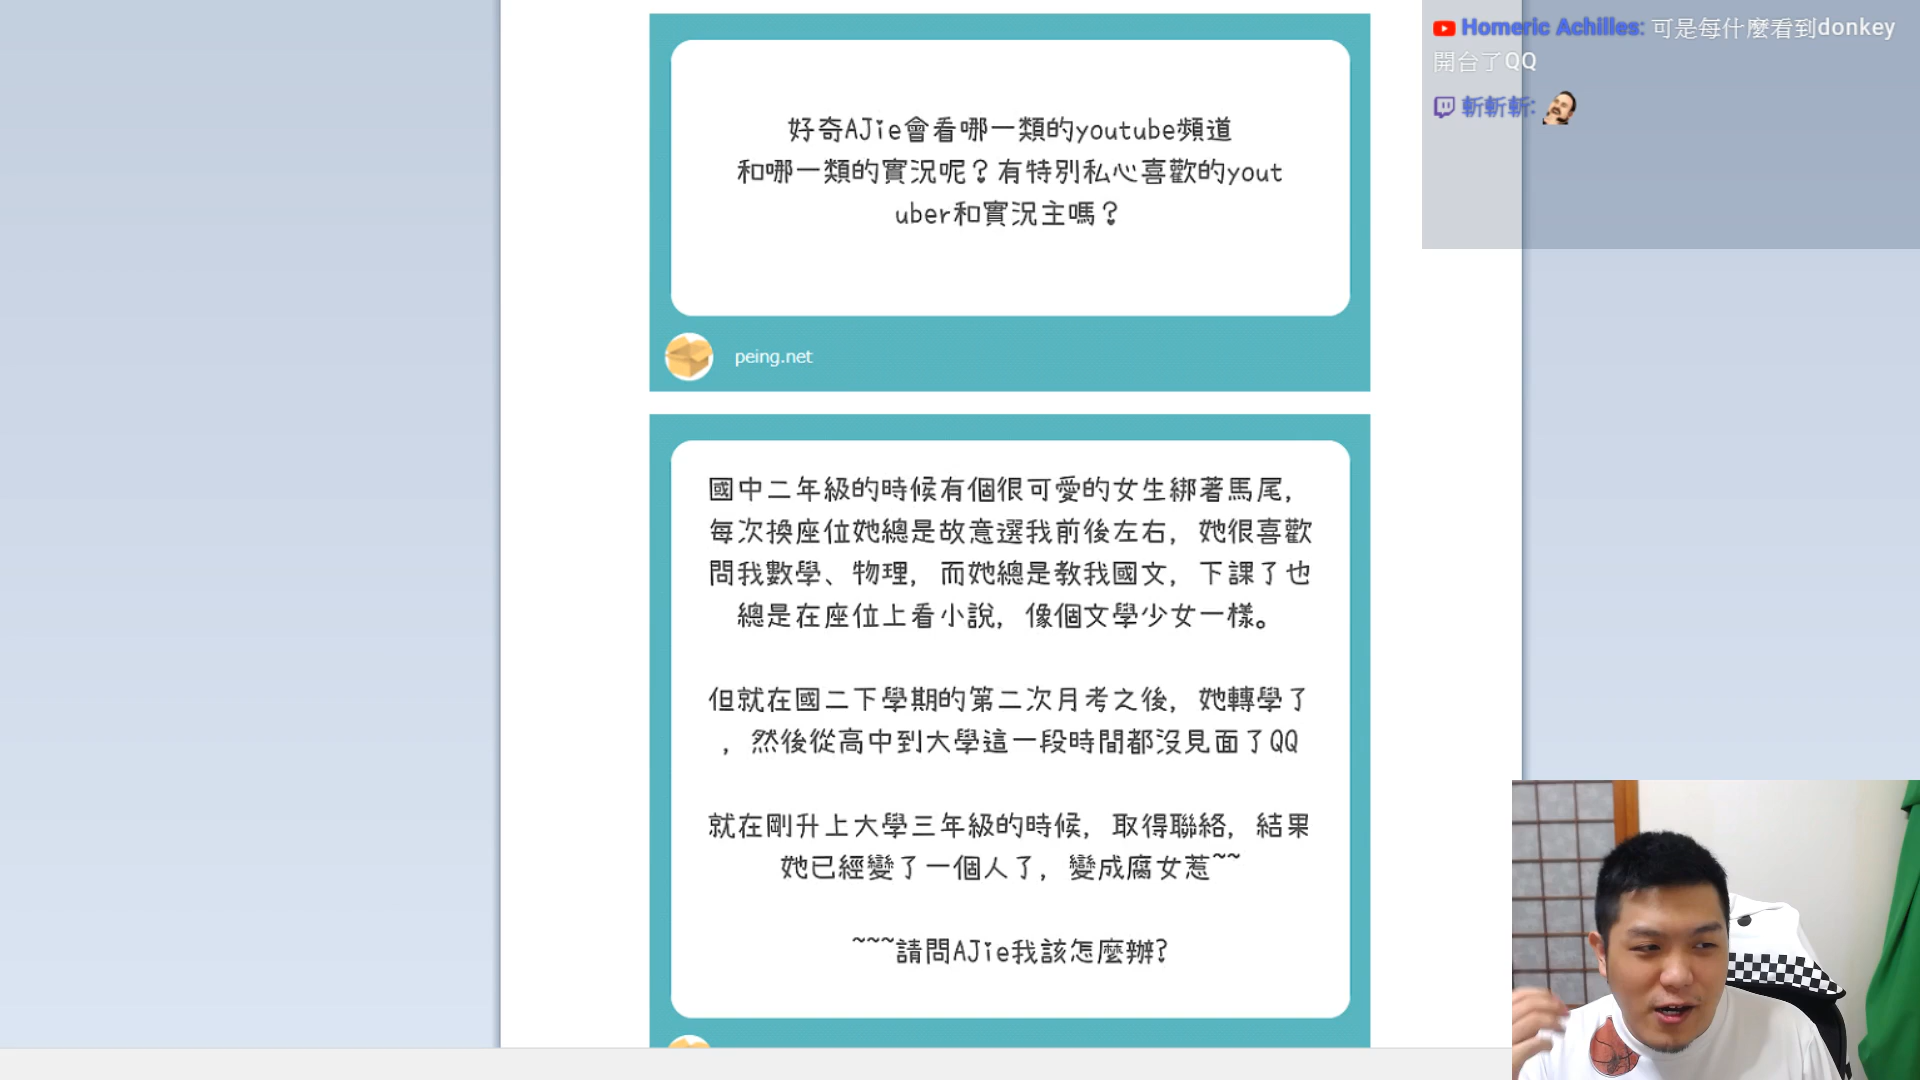 好奇AJie會看哪一類的youtube頻道
和哪一類的實況呢？有特別私心喜歡的yout
uber和實況主嗎？
peing.net
國中二年級的時候有個很可愛的女生綁著馬尾，
每次換座位她總是故意選我前後左右，她很喜歡
問我數學、物理，而她總是教我國文，下課了也
總是在座位上看小說，像個文學少女一樣。
但就在國二下學期的第二次月考之後，她轉學了
，然後從高中到大學這一段時間都沒見面了QQ
就在剛升上大學三年級的時候，取得聯絡，結果
她已經變了一個人了，變成腐女惹~~
~~~請問AJie我該怎麼辦?
Homeric Achilles: 可是每什麼看到donkey
開台了QQ
斬斬斬: